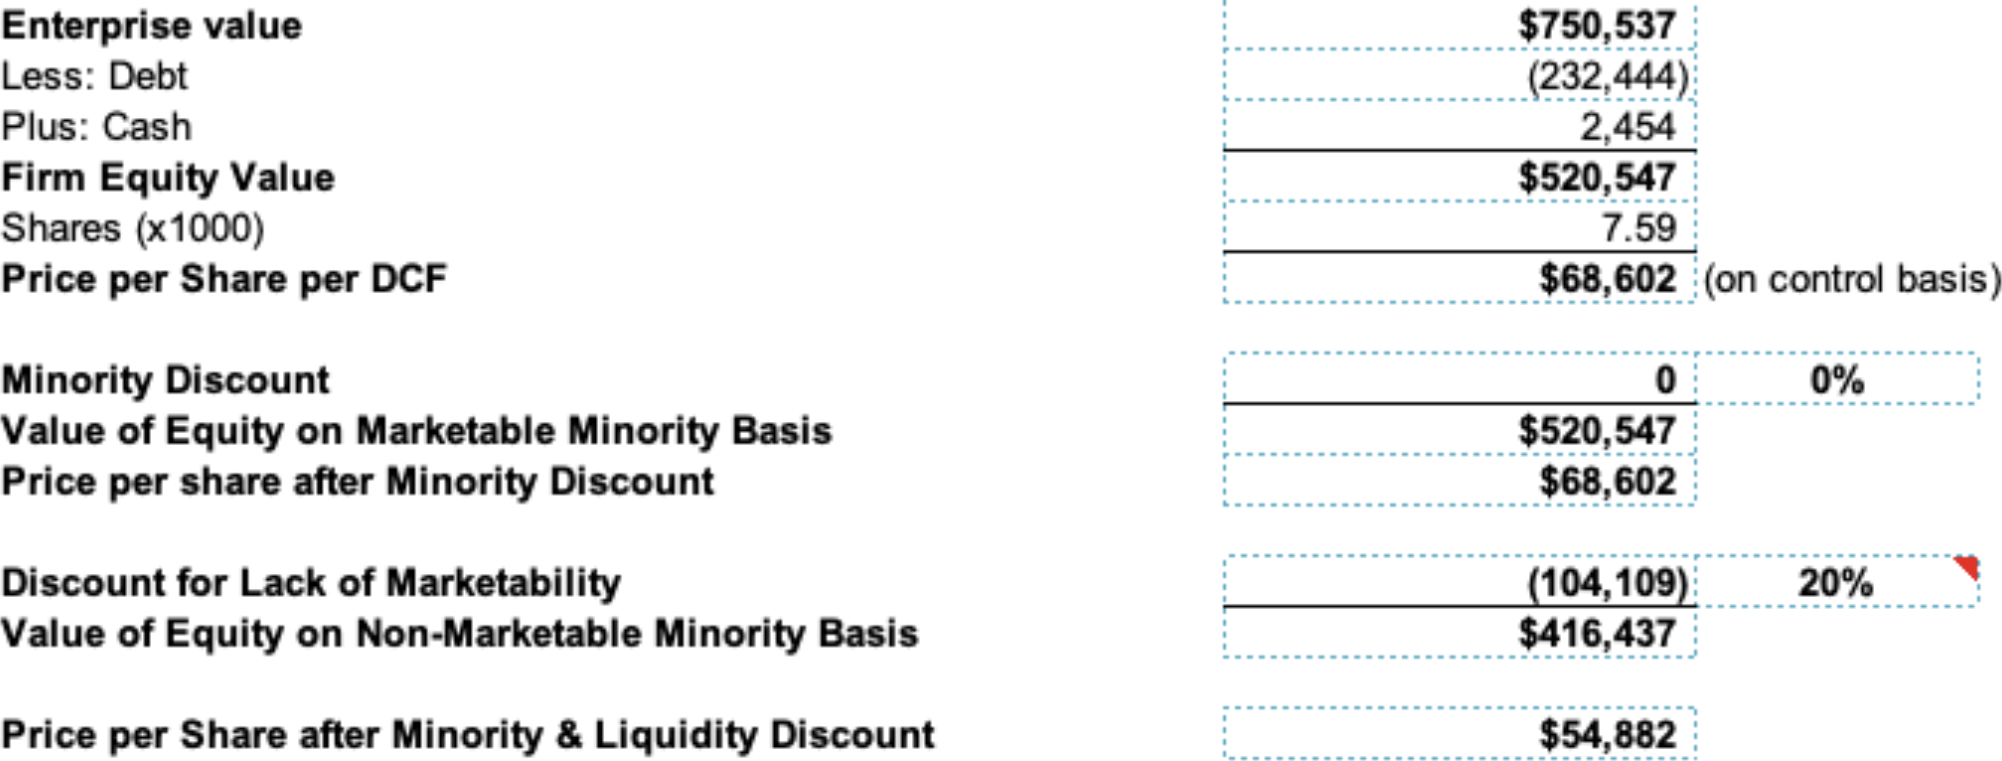 Enterprise value $750,537
Less: Debt (232,444)
Plus: Cash 2,454
Firm Equity Value $520,547
Shares (x1000) 7.59
Price per Share per DCF $68,602 (on control basis)
Minority Discount 0 0%
Value of Equity on Marketable Minority Basis $520,547
Price per share after Minority Discount $68,602
Discount for Lack of Marketability (104,109) 20%
Value of Equity on Non-Marketable Minority Basis $416,437
Price per Share after Minority & Liquidity Discount $54,882